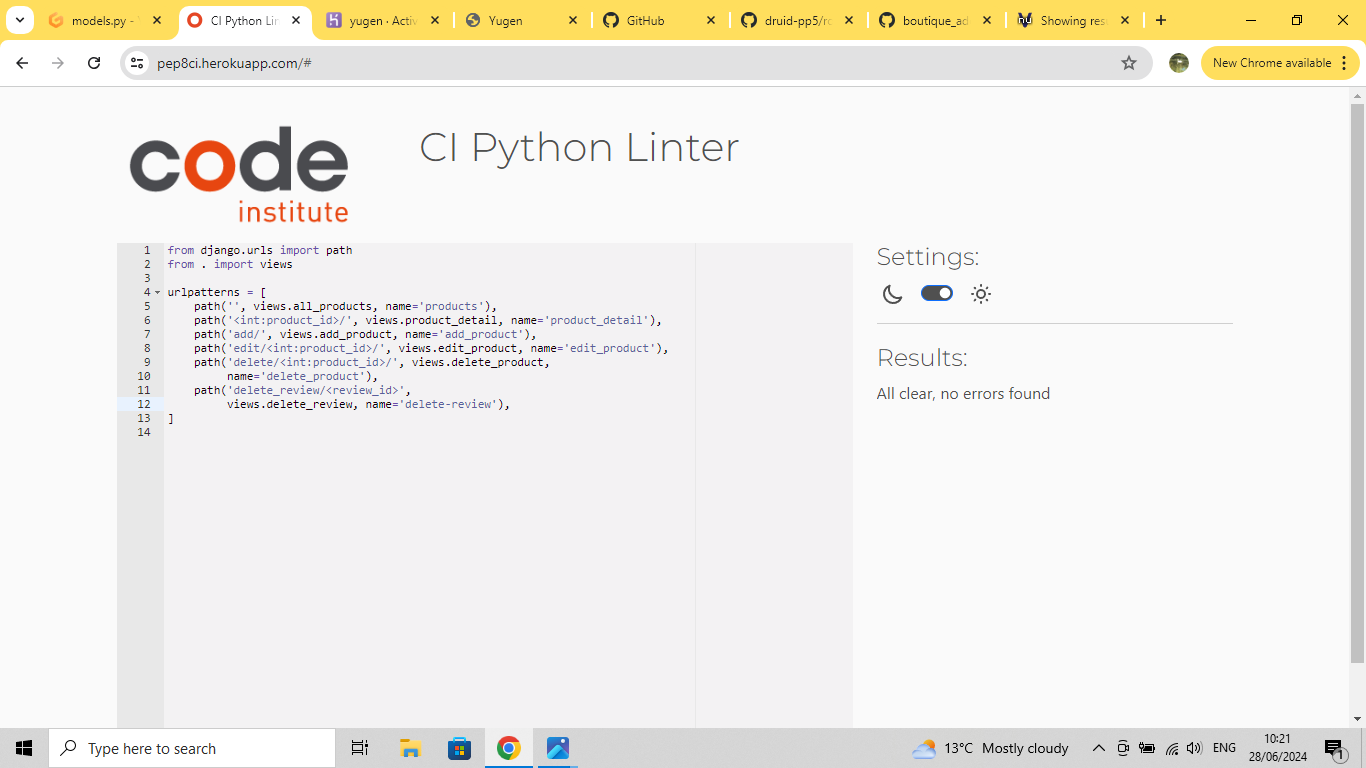 models.py -
CI Python Lin
yugen · Activ
Yugen
GitHub
druid-pp5/ro
boutique_ad
Showing res
pep8ci.herokuapp.com/#
New Chrome available
code
institute
CI Python Linter
1 from django.urls import path
2 from . import views
3
4 urlpatterns = [
5     path('', views.all_products, name='products'),
6     path('<int:product_id>/', views.product_detail, name='product_detail'),
7     path('add/', views.add_product, name='add_product'),
8     path('edit/<int:product_id>/', views.edit_product, name='edit_product'),
9     path('delete/<int:product_id>/', views.delete_product,
10          name='delete_product'),
11     path('delete_review/<review_id>',
12          views.delete_review, name='delete-review'),
13 ]
14
Settings:
Results:
All clear, no errors found
Type here to search
13°C Mostly cloudy
ENG
10:21
28/06/2024
1